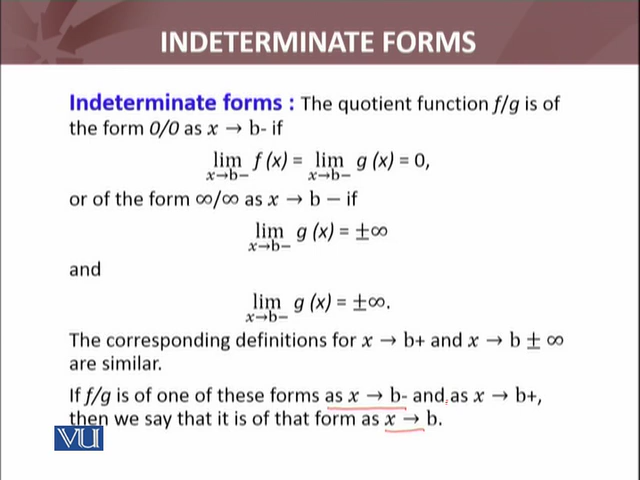 INDETERMINATE FORMS
Indeterminate forms : The quotient function f/g is of
the form 0/0 as x → b- if
lim f (x) = lim g (x) = 0,
x→b− x→b−
or of the form ∞/∞ as x → b − if
lim g (x) = ±∞
x→b−
and
lim g (x) = ±∞.
x→b−
The corresponding definitions for x → b+ and x → b ± ∞
are similar.
If f/g is of one of these forms as x → b- and as x → b+,
then we say that it is of that form as x → b.
VU